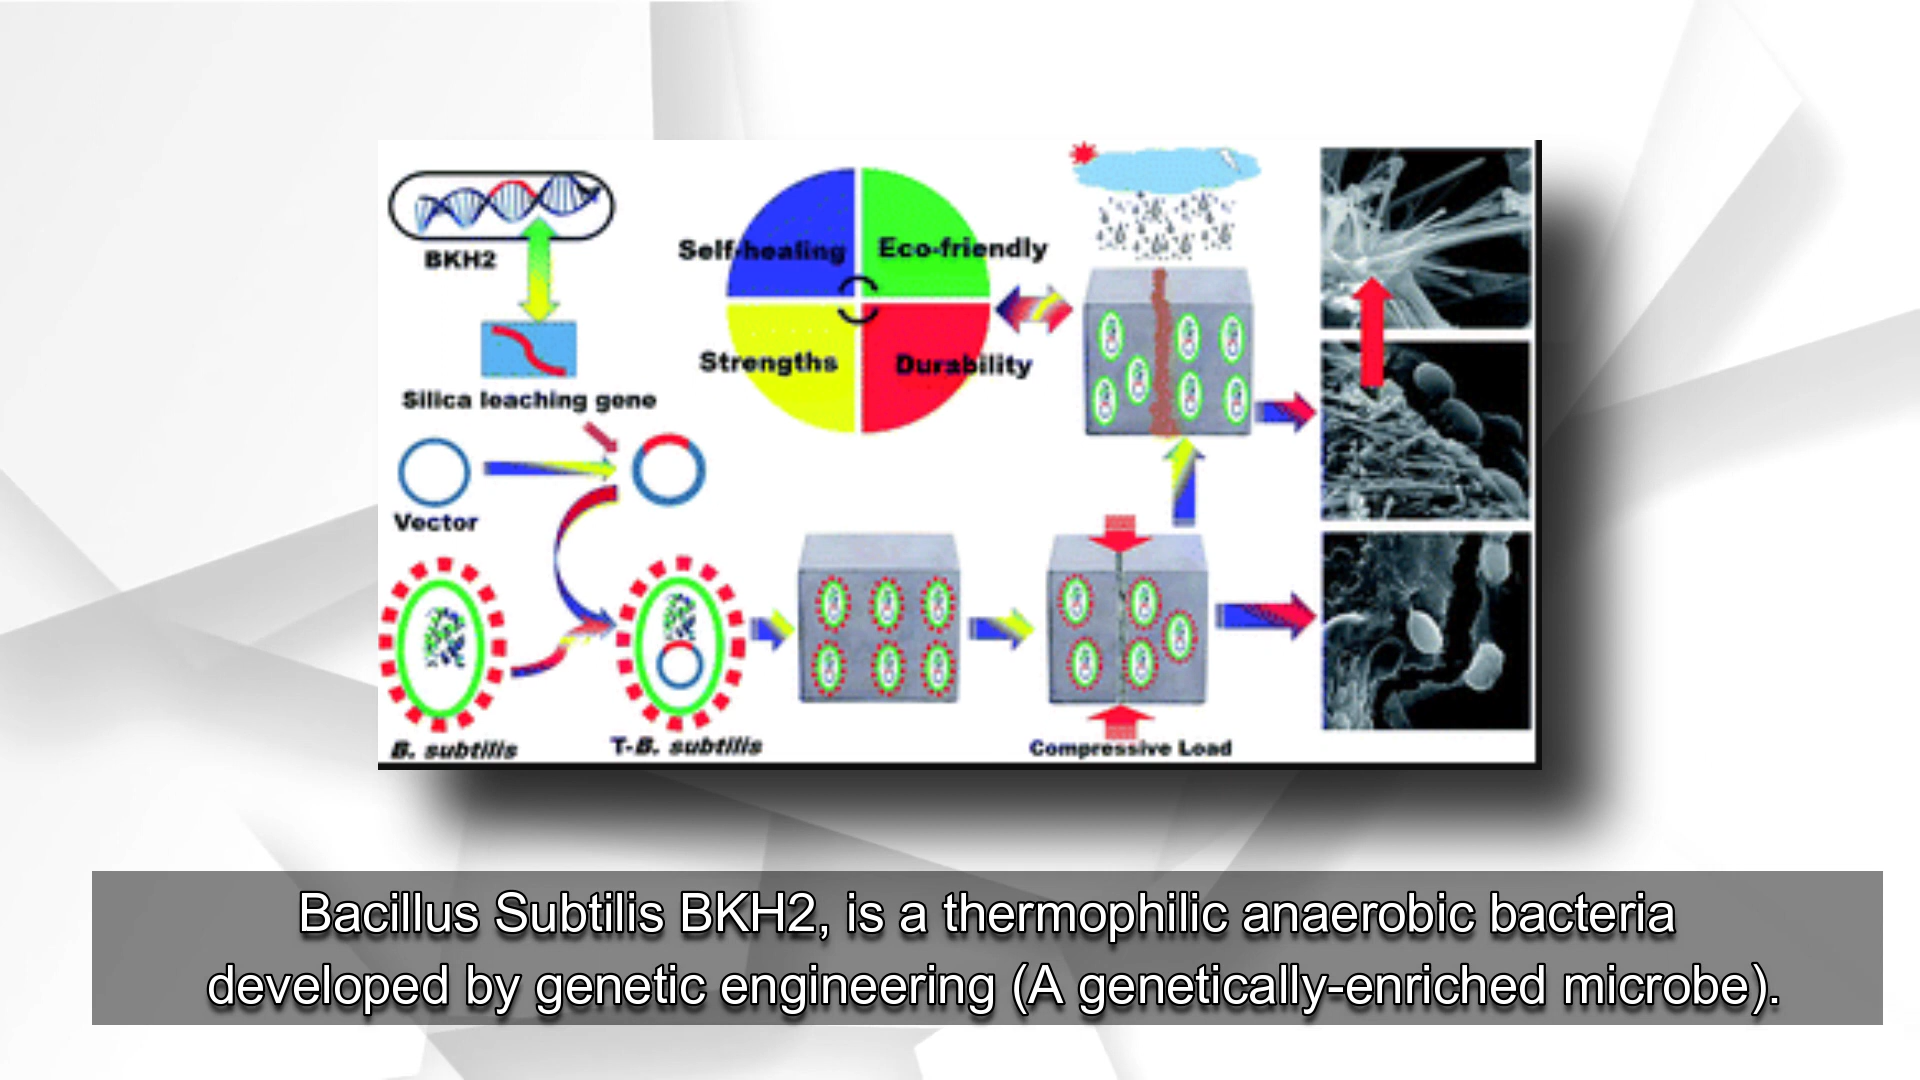 BKH2
Silica leaching gene
Vector
B. subtilis
T-B. subtilis
Self-healing
Eco-friendly
Strengths
Durability
Compressive Load
Bacillus Subtilis BKH2, is a thermophilic anaerobic bacteria
developed by genetic engineering (A genetically-enriched microbe).